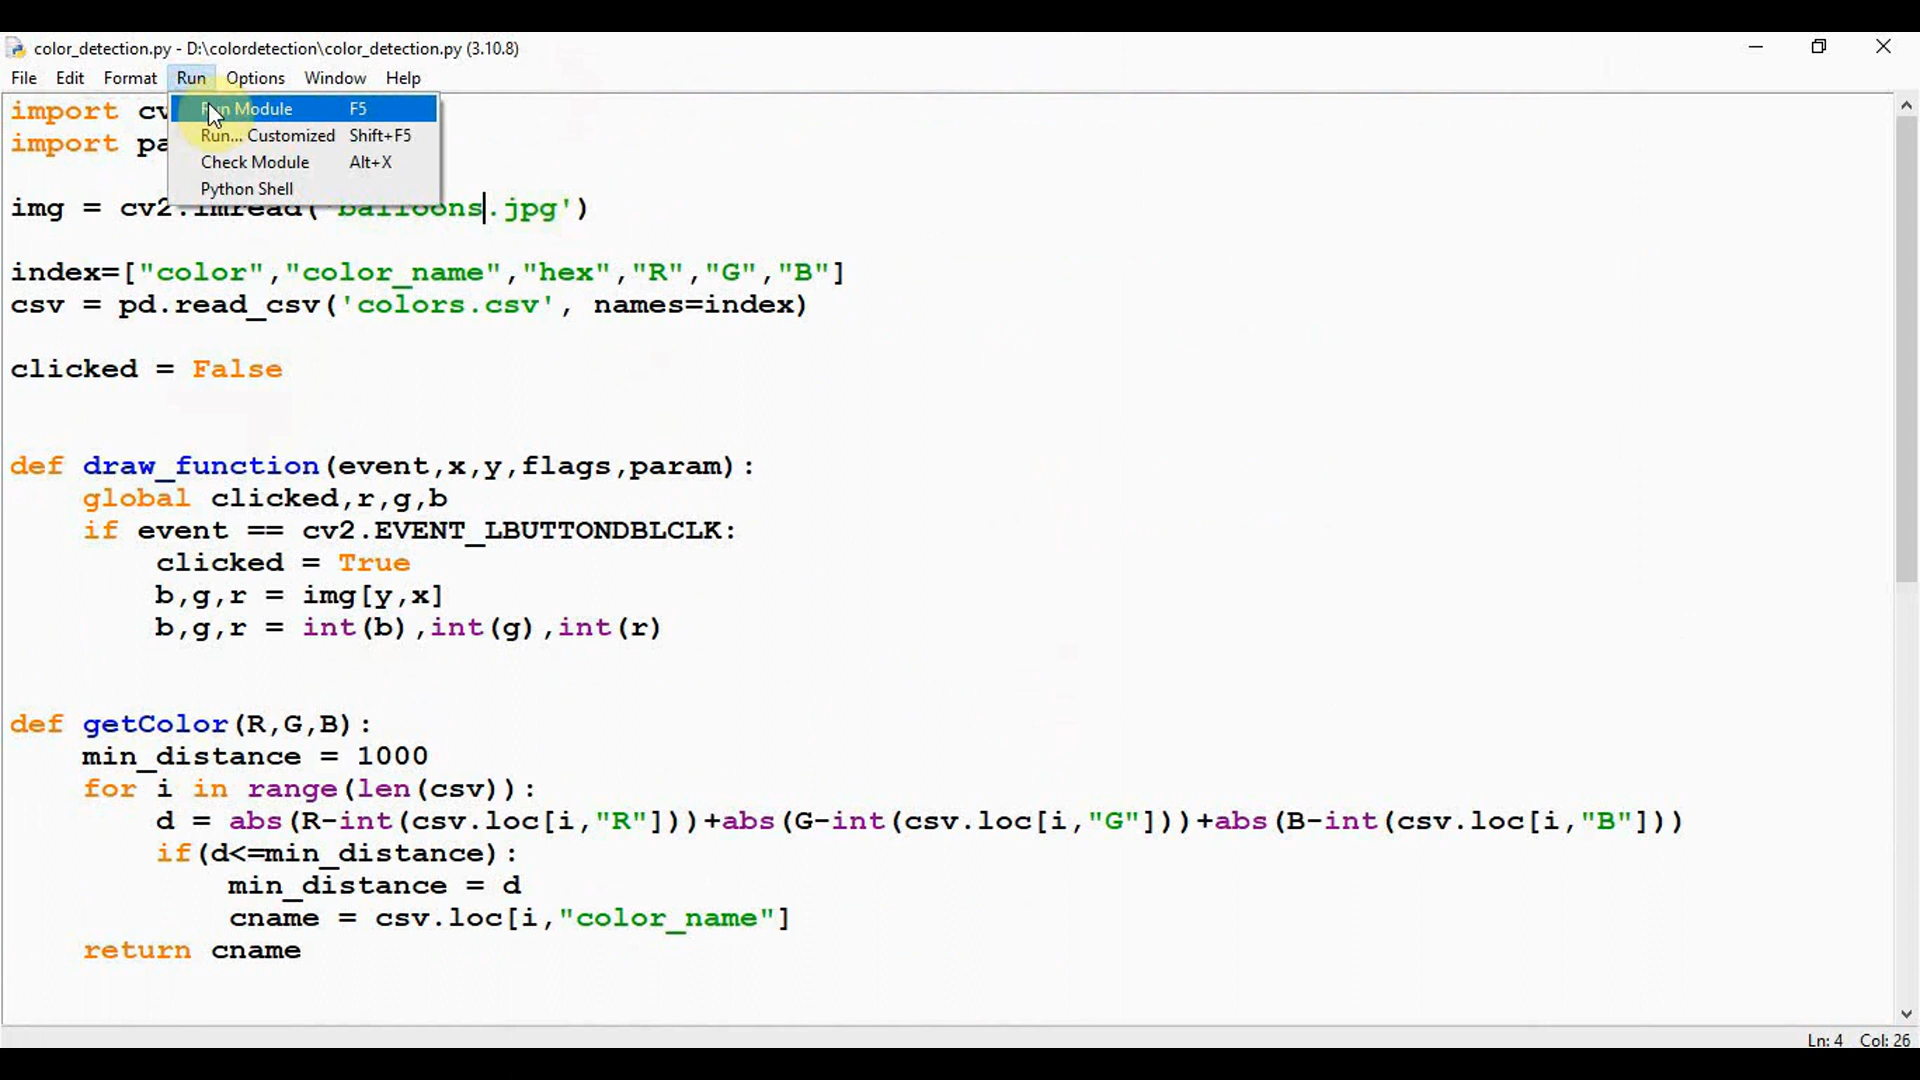 color_detection.py - D:\colordetection\color_detection.py (3.10.8)
File Edit Format Run Options Window Help
import cv
Run Module F5
Run... Customized Shift+F5
import pa
Check Module Alt+X
Python Shell
img = cv2.imread('balloons.jpg')
index=["color","color_name","hex","R","G","B"]
csv = pd.read_csv('colors.csv', names=index)
clicked = False
def draw_function(event,x,y,flags,param):
    global clicked,r,g,b
    if event == cv2.EVENT_LBUTTONDBLCLK:
        clicked = True
        b,g,r = img[y,x]
        b,g,r = int(b),int(g),int(r)
def getColor(R,G,B):
    min_distance = 1000
    for i in range(len(csv)):
        d = abs(R-int(csv.loc[i,"R"]))+abs(G-int(csv.loc[i,"G"]))+abs(B-int(csv.loc[i,"B"]))
        if(d<=min_distance):
            min_distance = d
            cname = csv.loc[i,"color_name"]
    return cname
Ln: 4 Col: 26